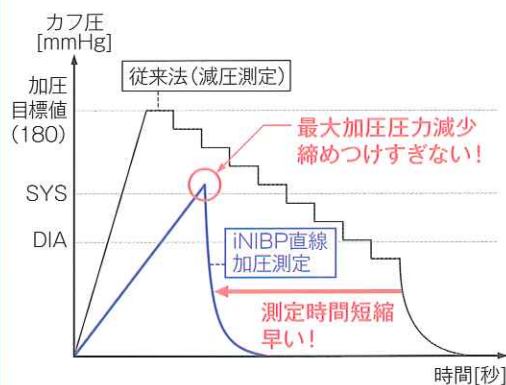 カフ圧
[mmHg]
従来法(減圧測定)
加圧
目標値
(180)
最大加圧圧力減少
締めつけすぎない!
SYS
DIA
iNIBP直線
加圧測定
測定時間短縮
早い!
時間[秒]